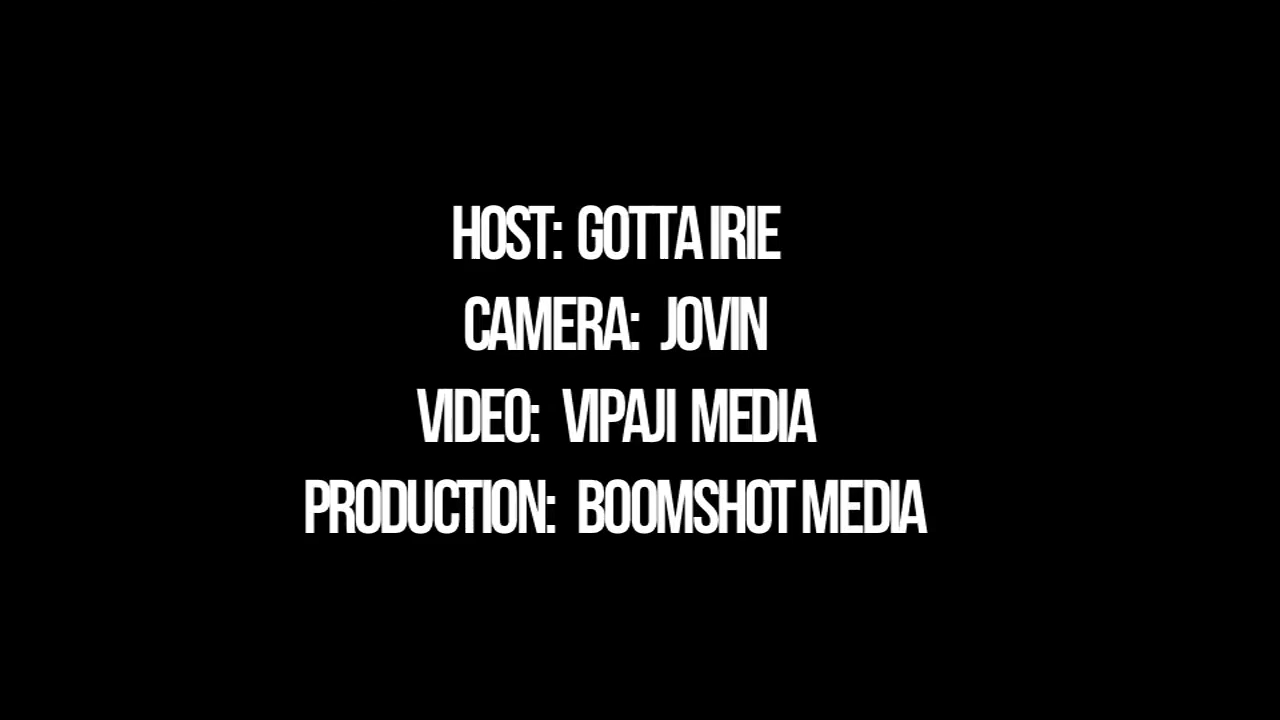 HOST: GOTTA IRIE
CAMERA: JOVIN
VIDEO: VIPAJI MEDIA
PRODUCTION: BOOMSHOT MEDIA